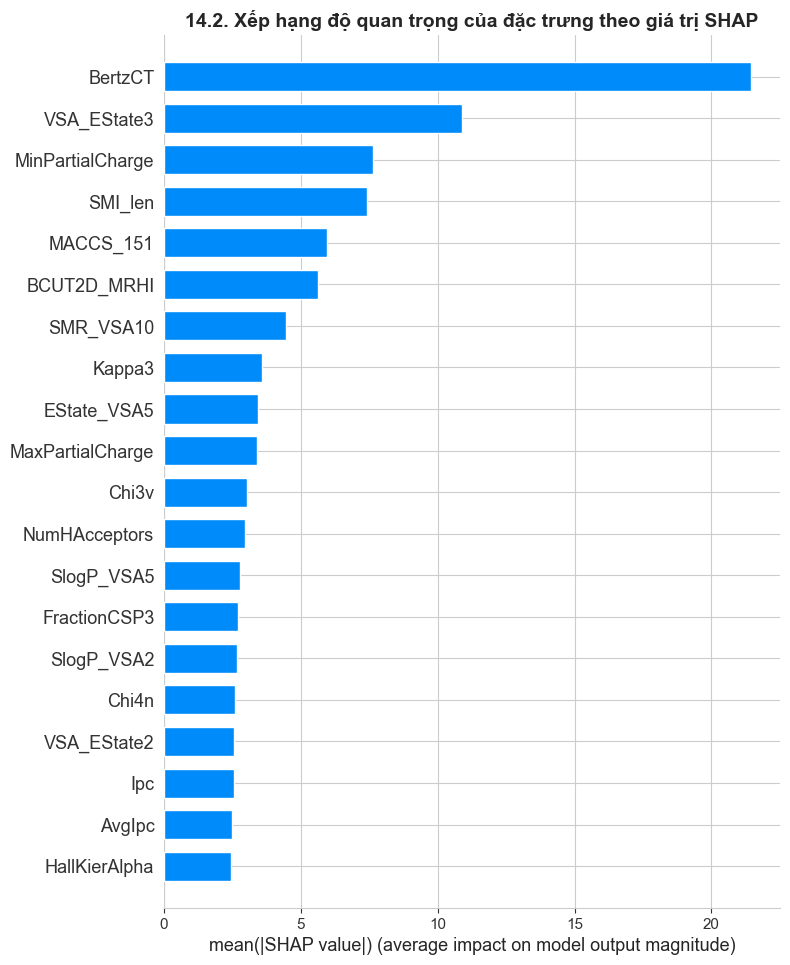 14.2. Xếp hạng độ quan trọng của đặc trưng theo giá trị SHAP
BertzCT
VSA_EState3
MinPartialCharge
SMI_len
MACCS_151
BCUT2D_MRHI
SMR_VSA10
Kappa3
EState_VSA5
MaxPartialCharge
Chi3v
NumHAcceptors
SlogP_VSA5
FractionCSP3
SlogP_VSA2
Chi4n
VSA_EState2
Ipc
AvgIpc
HallKierAlpha
0 5 10 15 20
mean(|SHAP value|) (average impact on model output magnitude)